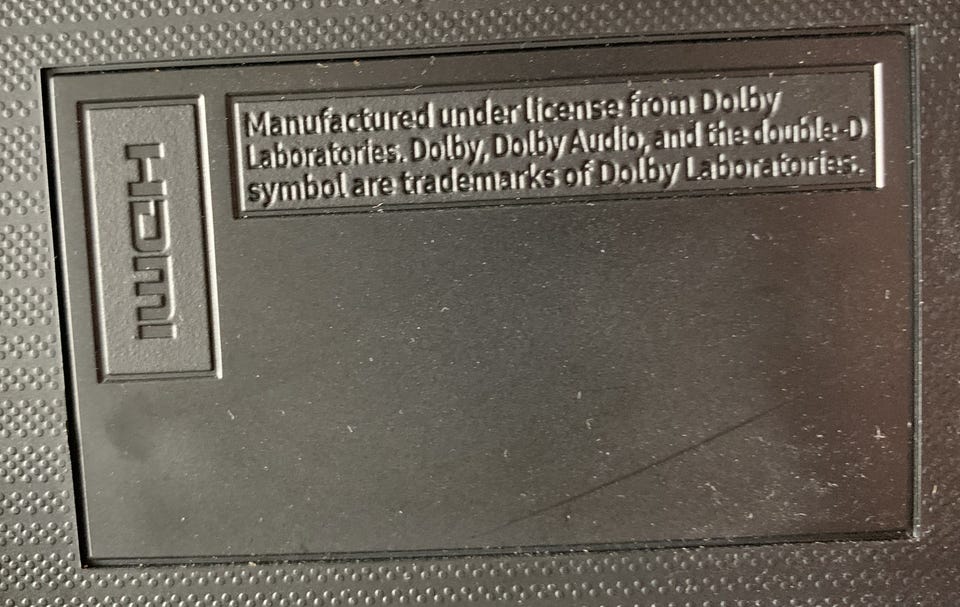 HDMI
Manufactured under license from Dolby
Laboratories. Dolby, Dolby Audio, and the double-D
symbol are trademarks of Dolby Laboratories.